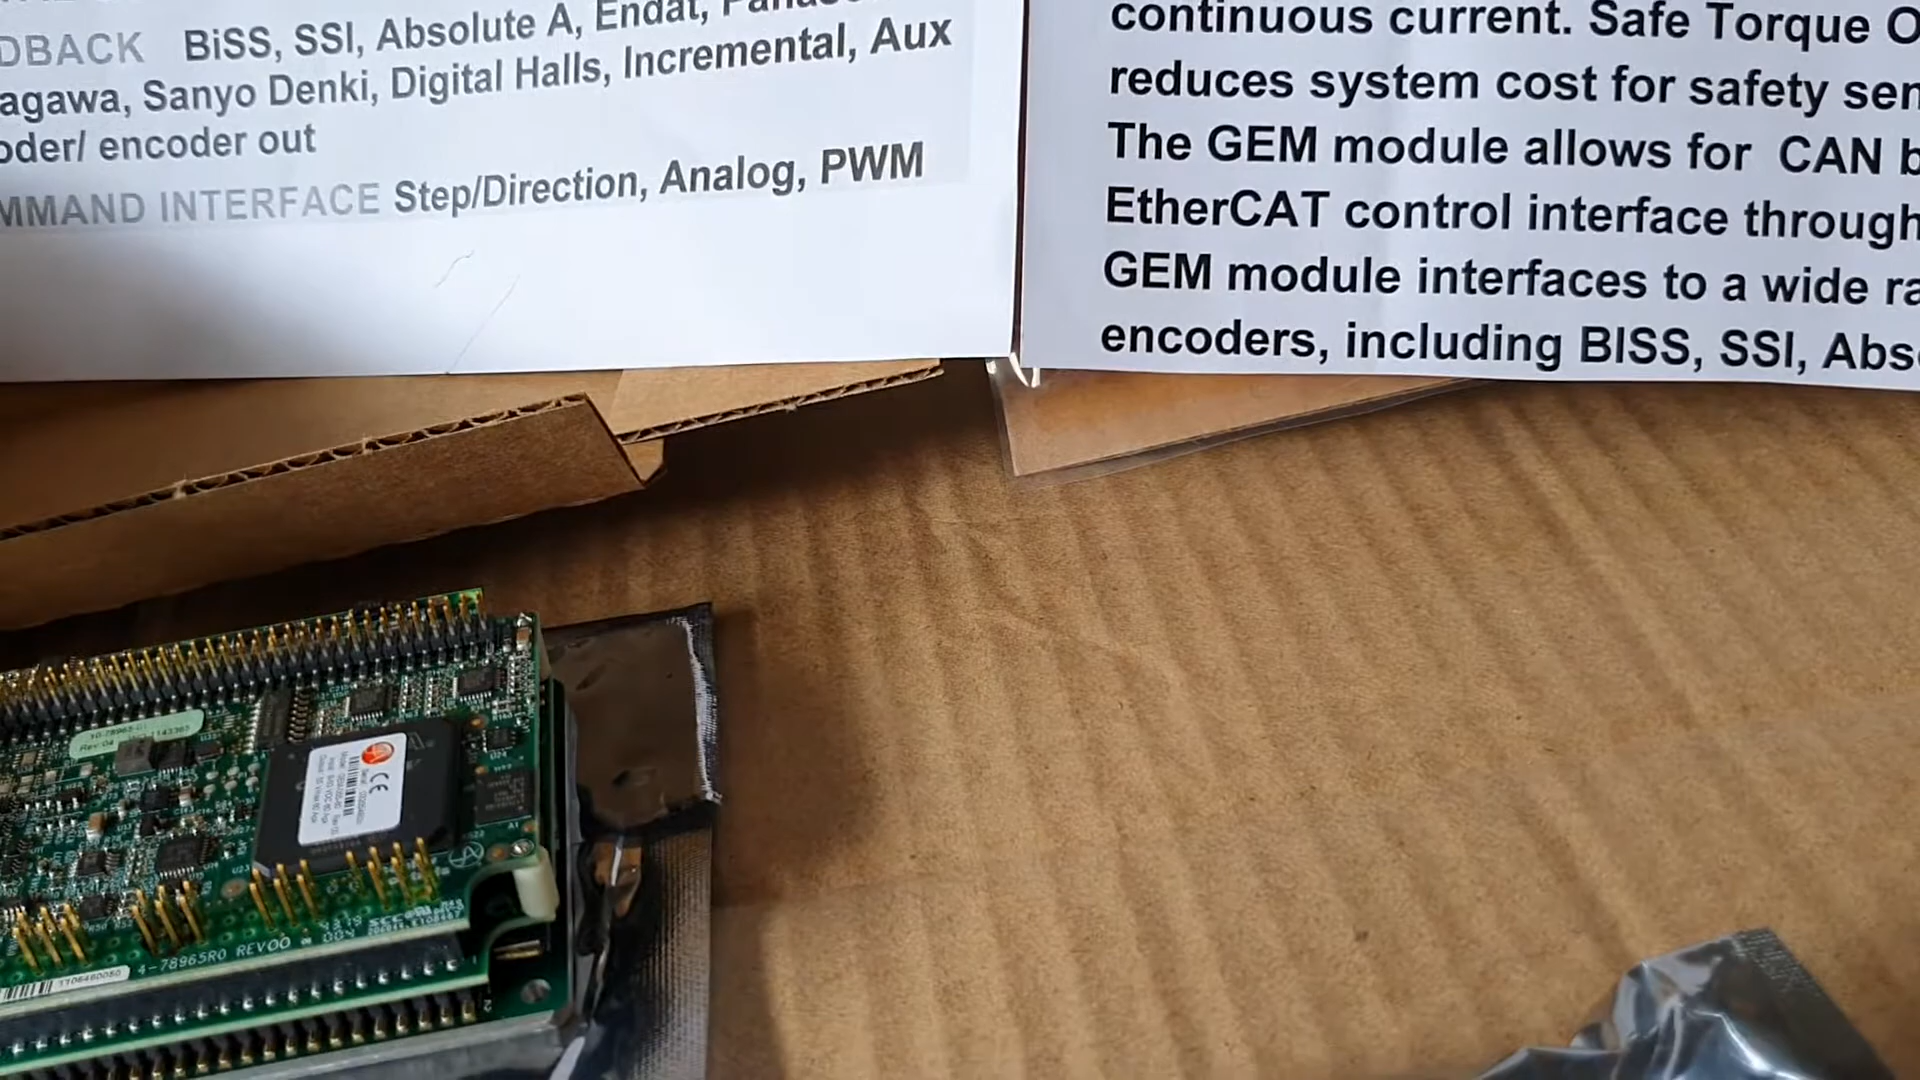 DBACK BiSS, SSI, Absolute A, Endat,
agawa, Sanyo Denki, Digital Halls, Incremental, Aux
oder/ encoder out
MMAND INTERFACE Step/Direction, Analog, PWM
continuous current. Safe Torque O
reduces system cost for safety sen
The GEM module allows for CAN b
EtherCAT control interface through
GEM module interfaces to a wide ra
encoders, including BISS, SSI, Abs
CE
4-78965R0 REV00